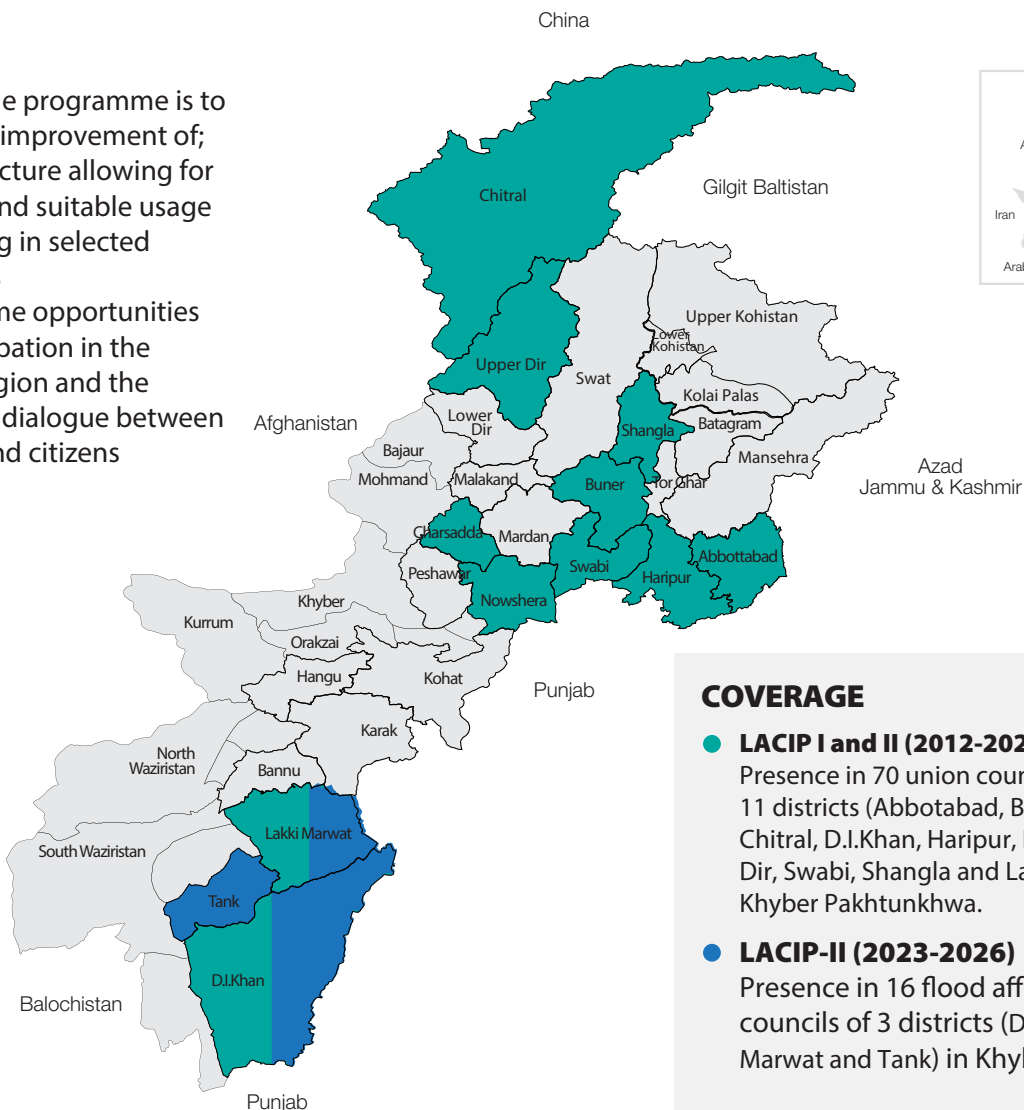 China
e programme is to
improvement of;
cture allowing for
nd suitable usage
g in selected
me opportunities
pation in the
gion and the
dialogue between
nd citizens
Chitral
Gilgit Baltistan
A
Iran
Arab
Upper Kohistan
Lower
Kohistan
Upper Dir
Swat
Kolai Palas
Lower
Dir
Shangla
Batagram
Afghanistan
Bajaur
Mansehra
Mohmand
Malakand
Buner
Tor Ghar
Azad
Jammu & Kashmir
Charsadda
Mardan
Abbottabad
Peshawar
Swabi
Haripur
Nowshera
Khyber
Kurrum
Orakzai
Hangu
Kohat
Punjab
Karak
North
Waziristan
Bannu
Lakki Marwat
South Waziristan
Tank
D.I.Khan
Balochistan
Punjab
COVERAGE
LACIP I and II (2012-202
Presence in 70 union coun
11 districts (Abbotabad, B
Chitral, D.I.Khan, Haripur,
Dir, Swabi, Shangla and La
Khyber Pakhtunkhwa.
LACIP-II (2023-2026)
Presence in 16 flood aff
councils of 3 districts (D
Marwat and Tank) in Khy